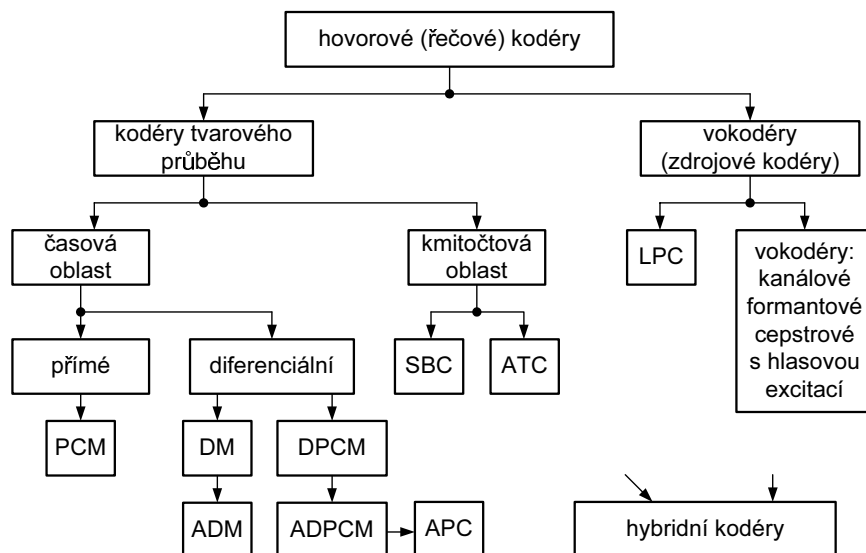 hovorové (řečové) kodéry
kodéry tvarového
průběhu
vokodéry
(zdrojové kodéry)
časová
oblast
kmitočtová
oblast
LPC
vokodéry:
kanálové
formantové
cepstrové
s hlasovou
excitací
přímé
diferenciální
SBC
ATC
PCM
DM
DPCM
ADM
ADPCM
APC
hybridní kodéry